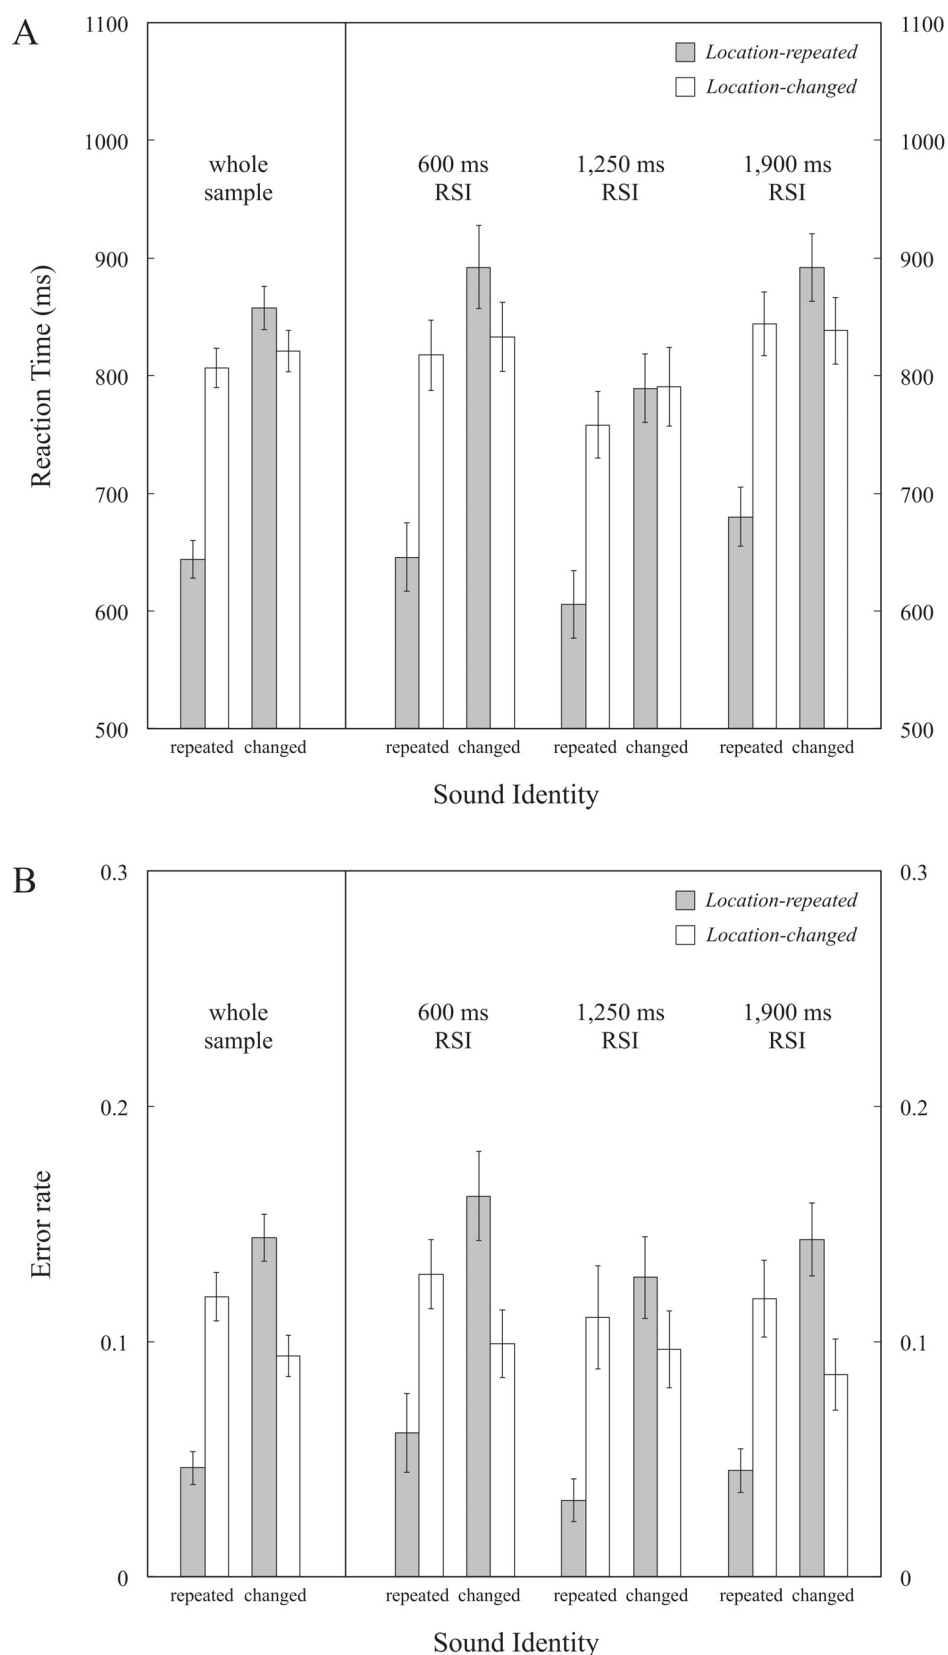 A
1100
1100
Location-repeated
Location-changed
1000
1000
whole
sample
600 ms
RSI
1,250 ms
RSI
1,900 ms
RSI
900
900
Reaction Time (ms)
800
800
700
700
600
600
500
500
repeated changed
repeated changed
repeated changed
repeated changed
Sound Identity
B
0.3
0.3
Location-repeated
Location-changed
whole
sample
600 ms
RSI
1,250 ms
RSI
1,900 ms
RSI
0.2
0.2
Error rate
0.1
0.1
0
0
repeated changed
repeated changed
repeated changed
repeated changed
Sound Identity